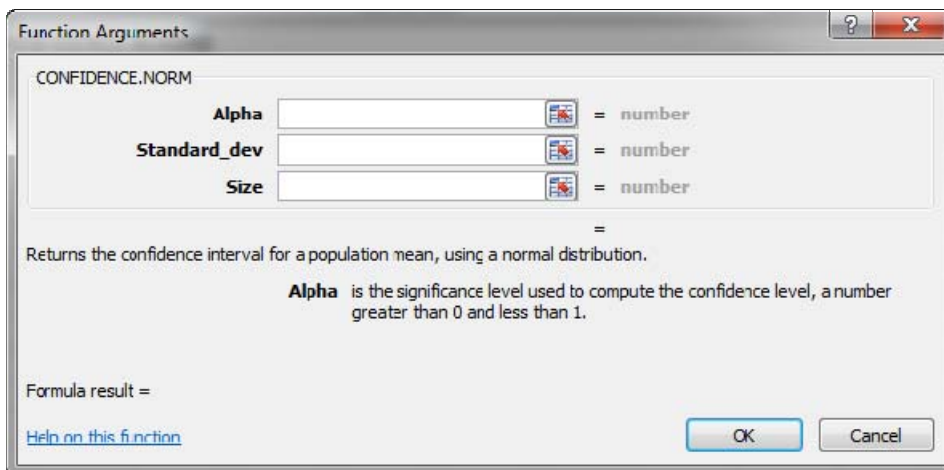 Function Arguments
?
X
CONFIDENCE.NORM
Alpha = number
Standard_dev = number
Size = number
=
Returns the confidence interval for a population mean, using a normal distribution.
Alpha is the significance level used to compute the confidence level, a number
greater than 0 and less than 1.
Formula result =
Help on this function
OK
Cancel